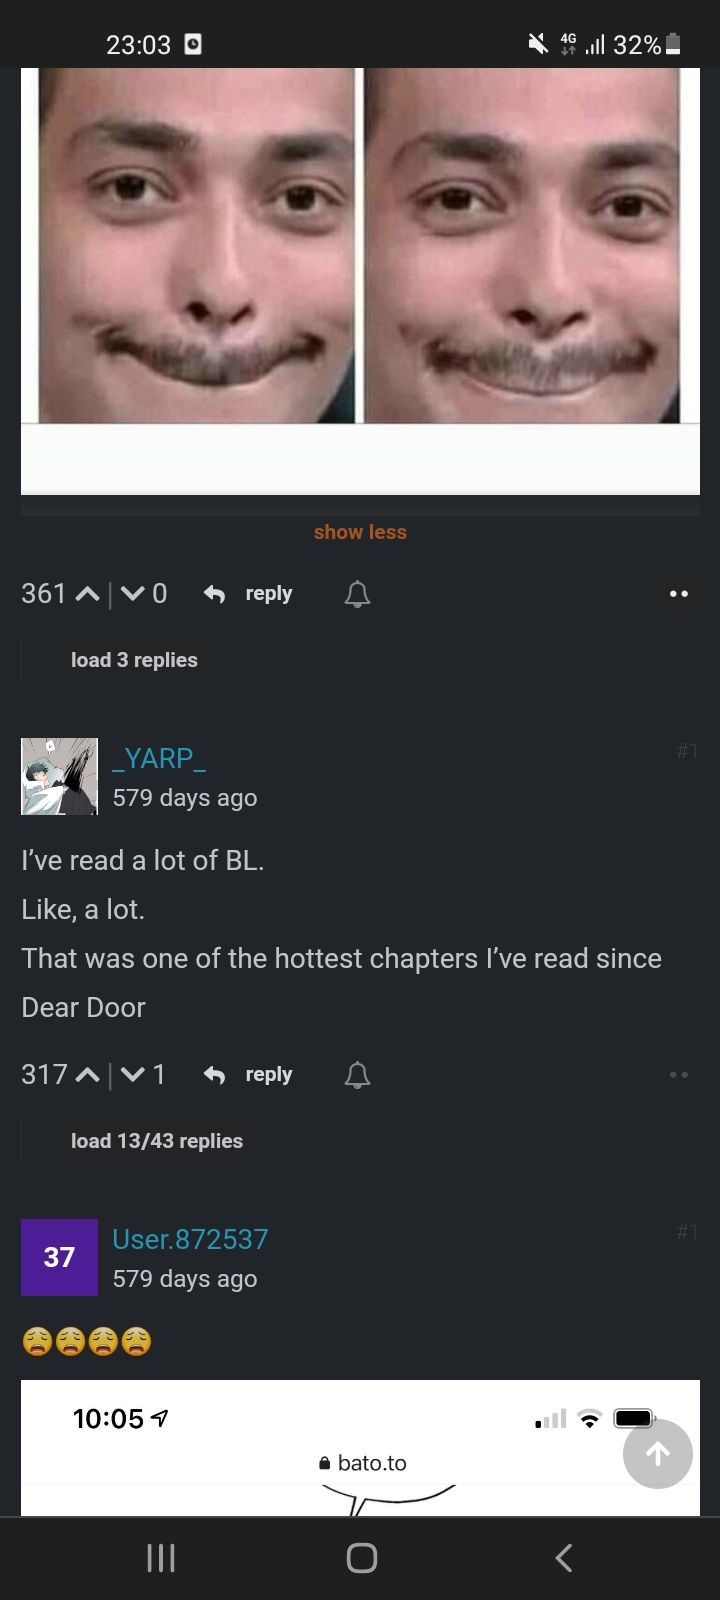 23:03 4G 32%
show less
361 | 0 reply
load 3 replies
_YARP_ #1
579 days ago
I’ve read a lot of BL.
Like, a lot.
That was one of the hottest chapters I’ve read since
Dear Door
317 | 1 reply
load 13/43 replies
37 User.872537 #1
579 days ago
😩😩😩😩
10:05
bato.to